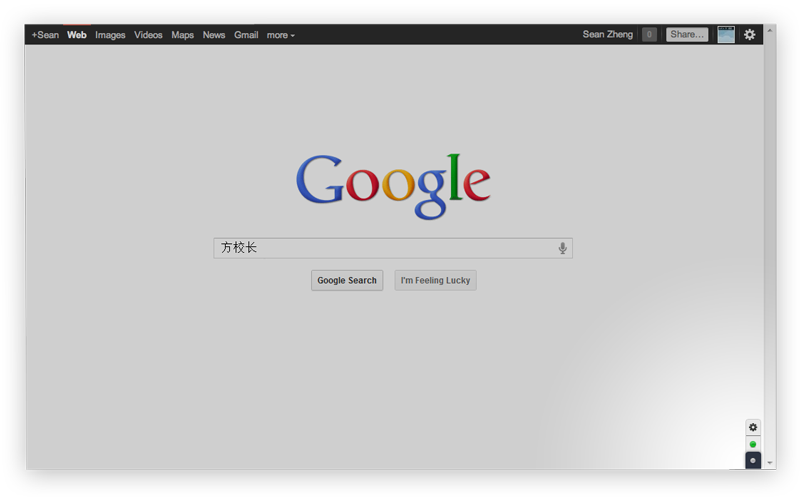 +Sean Web Images Videos Maps News Gmail more Sean Zheng 0 Share...
Google
方校长
Google Search I'm Feeling Lucky